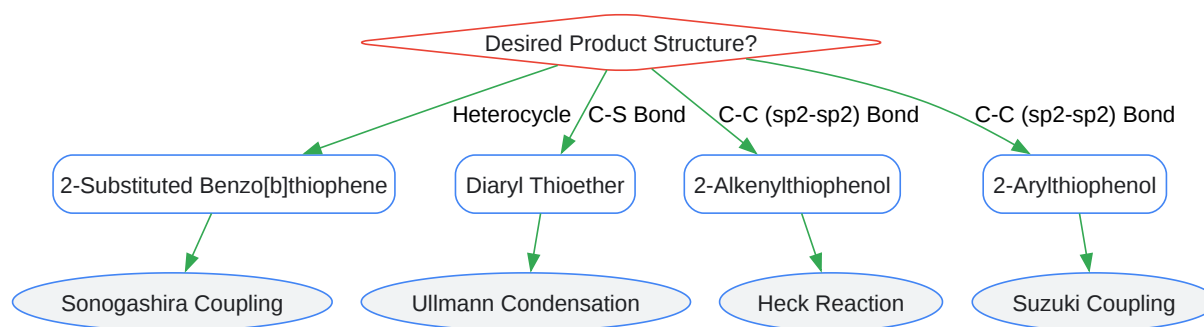 Desired Product Structure?
Heterocycle
C-S Bond
C-C (sp2-sp2) Bond
C-C (sp2-sp2) Bond
2-Substituted Benzo[b]thiophene
Diaryl Thioether
2-Alkenylthiophenol
2-Arylthiophenol
Sonogashira Coupling
Ullmann Condensation
Heck Reaction
Suzuki Coupling